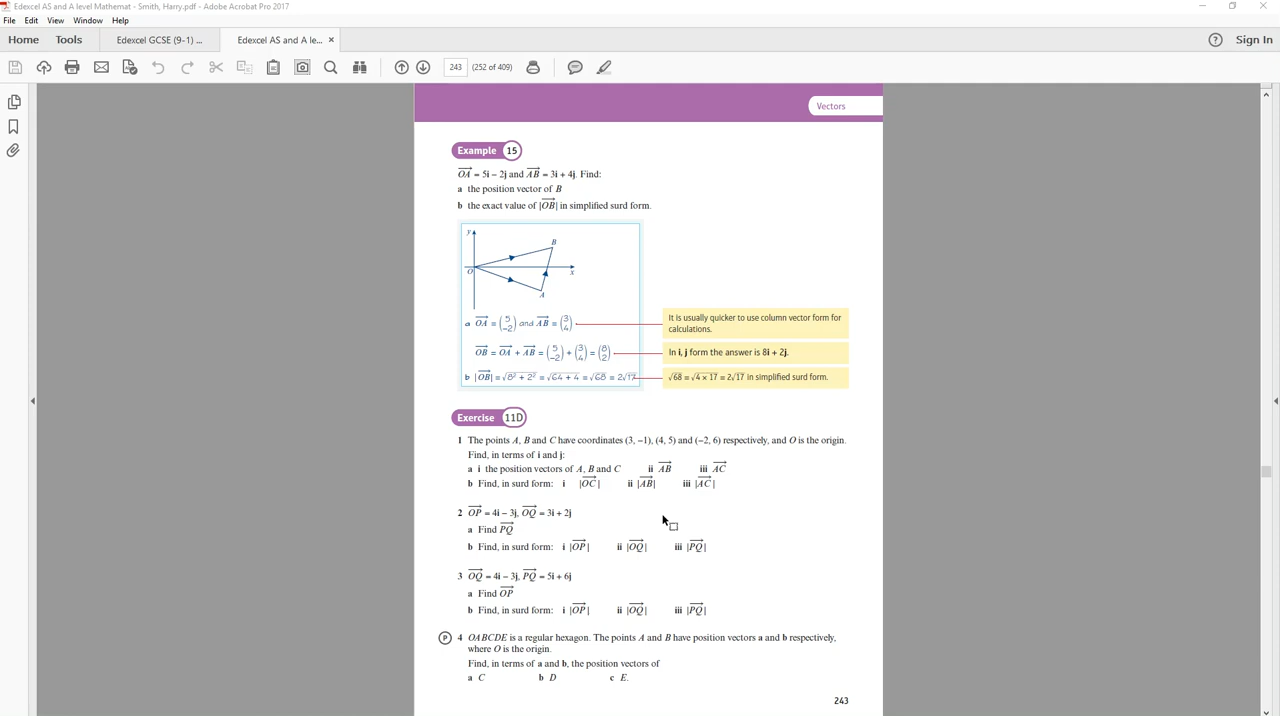 Edexcel AS and A level Mathemat - Smith, Harry.pdf - Adobe Acrobat Pro 2017
File Edit View Window Help
Home Tools Edexcel GCSE (9-1) ... Edexcel AS and A le... × Sign In
243 (252 of 409)
Vectors
Example 15
OA = 5i − 2j and AB = 3i + 4j. Find:
a the position vector of B
b the exact value of |OB| in simplified surd form.
y
B
O
x
A
a OA = (5 −2) and AB = (3 4)
It is usually quicker to use column vector form for
calculations.
OB = OA + AB = (5 −2) + (3 4) = (8 2)
In i, j form the answer is 8i + 2j.
b |OB| = √8² + 2² = √64 + 4 = √68 = 2√17
√68 = √4 × 17 = 2√17 in simplified surd form.
Exercise 11D
1 The points A, B and C have coordinates (3, −1), (4, 5) and (−2, 6) respectively, and O is the origin.
Find, in terms of i and j:
a i the position vectors of A, B and C ii AB iii AC
b Find, in surd form: i |OC| ii |AB| iii |AC|
2 OP = 4i − 3j, OQ = 3i + 2j
a Find PQ
b Find, in surd form: i |OP| ii |OQ| iii |PQ|
3 OQ = 4i − 3j, PQ = 5i + 6j
a Find OP
b Find, in surd form: i |OP| ii |OQ| iii |PQ|
P 4 OABCDE is a regular hexagon. The points A and B have position vectors a and b respectively,
where O is the origin.
Find, in terms of a and b, the position vectors of
a C b D c E.
243